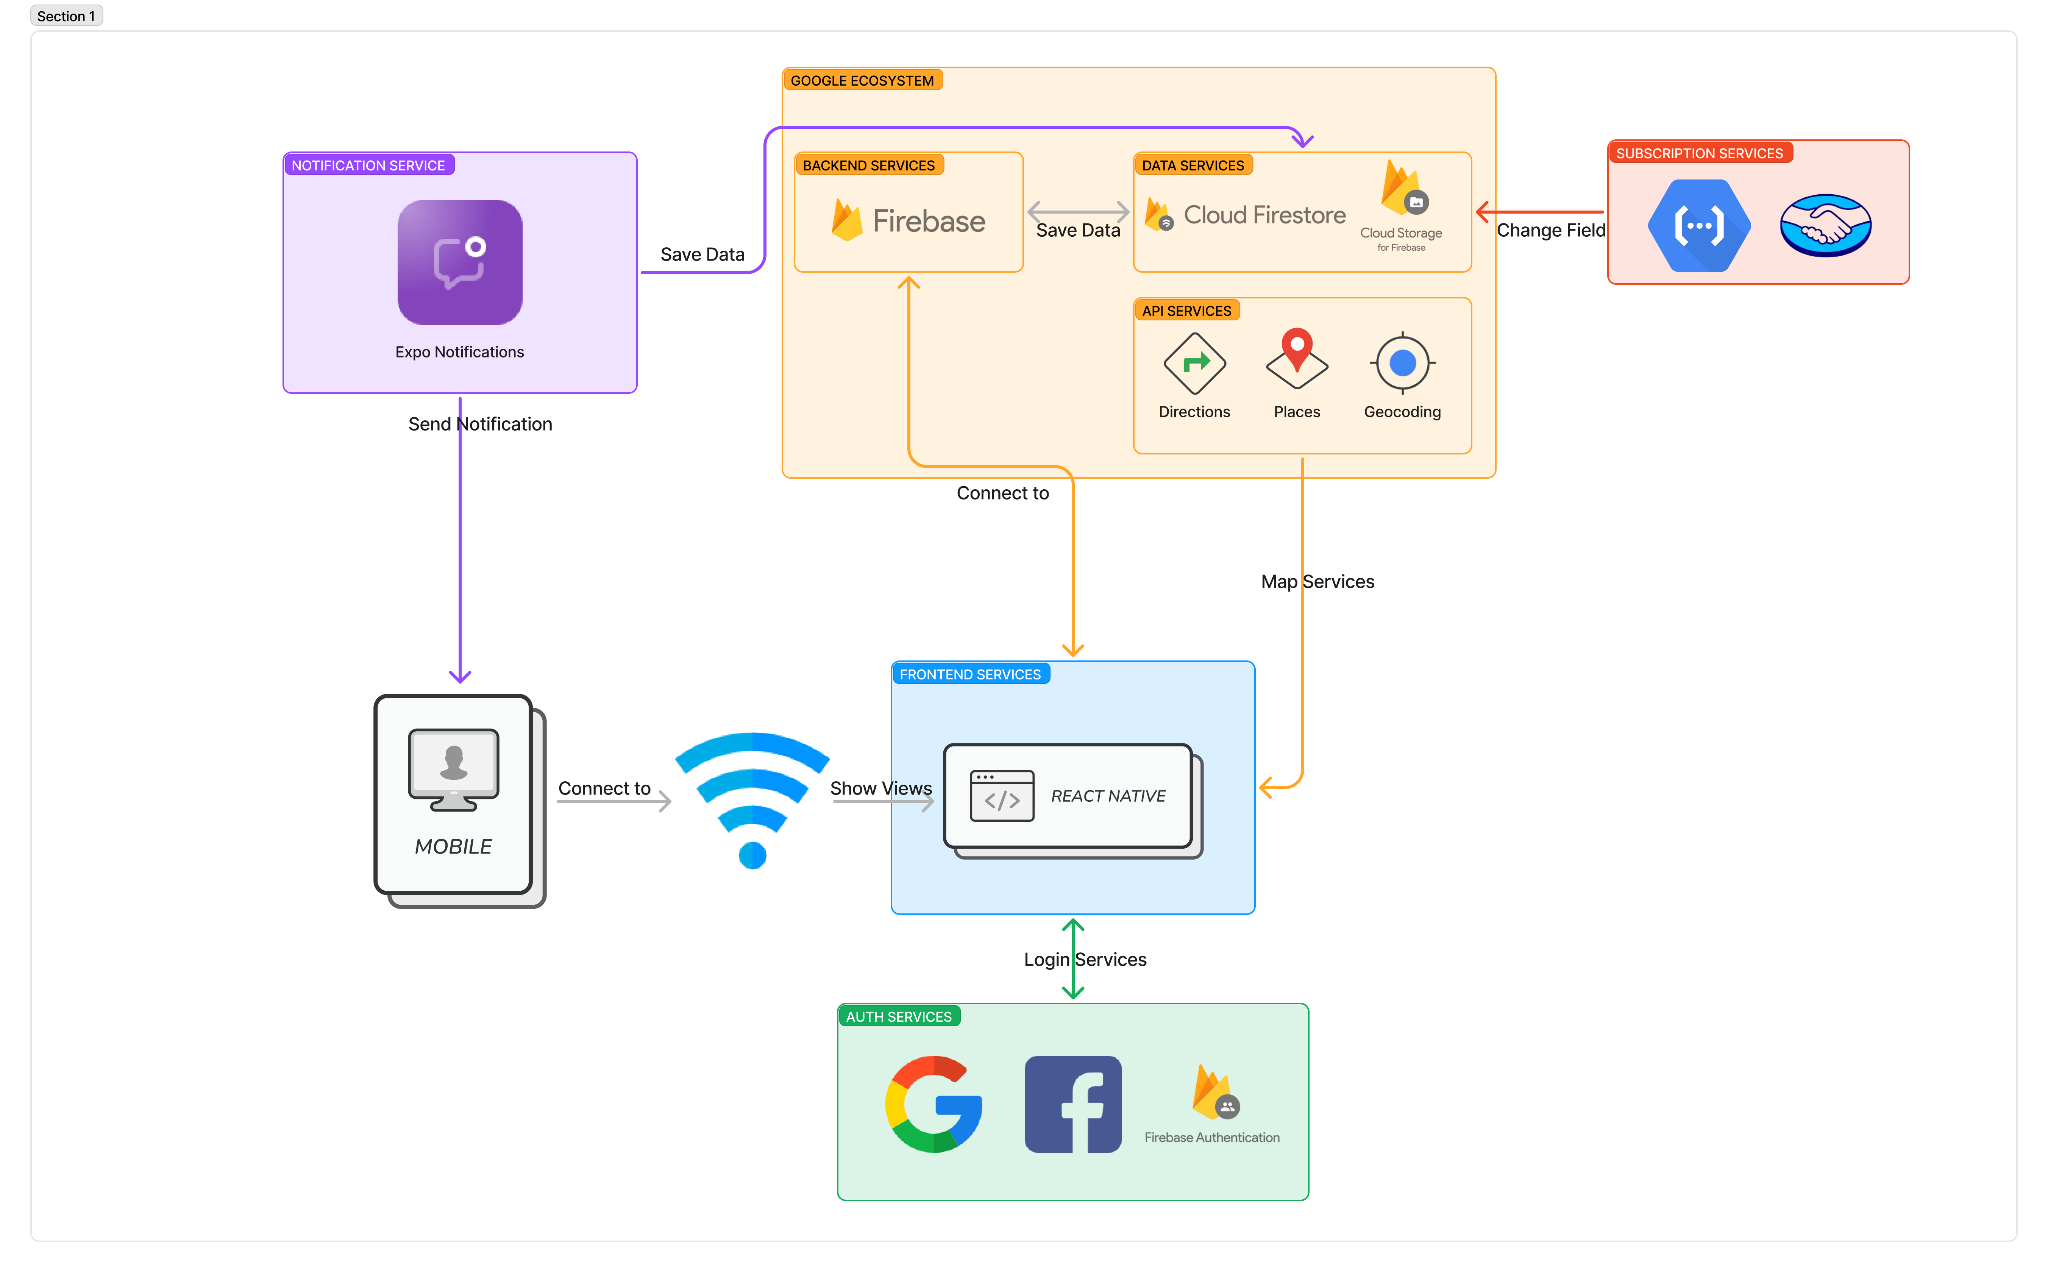 Section 1
GOOGLE ECOSYSTEM
NOTIFICATION SERVICE
Expo Notifications
Save Data
BACKEND SERVICES
Firebase
Save Data
DATA SERVICES
Cloud Firestore
Cloud Storage
for Firebase
Change Field
SUBSCRIPTION SERVICES
API SERVICES
Directions
Places
Geocoding
Send Notification
Connect to
Map Services
MOBILE
Connect to
Show Views
FRONTEND SERVICES
REACT NATIVE
Login Services
AUTH SERVICES
Firebase Authentication